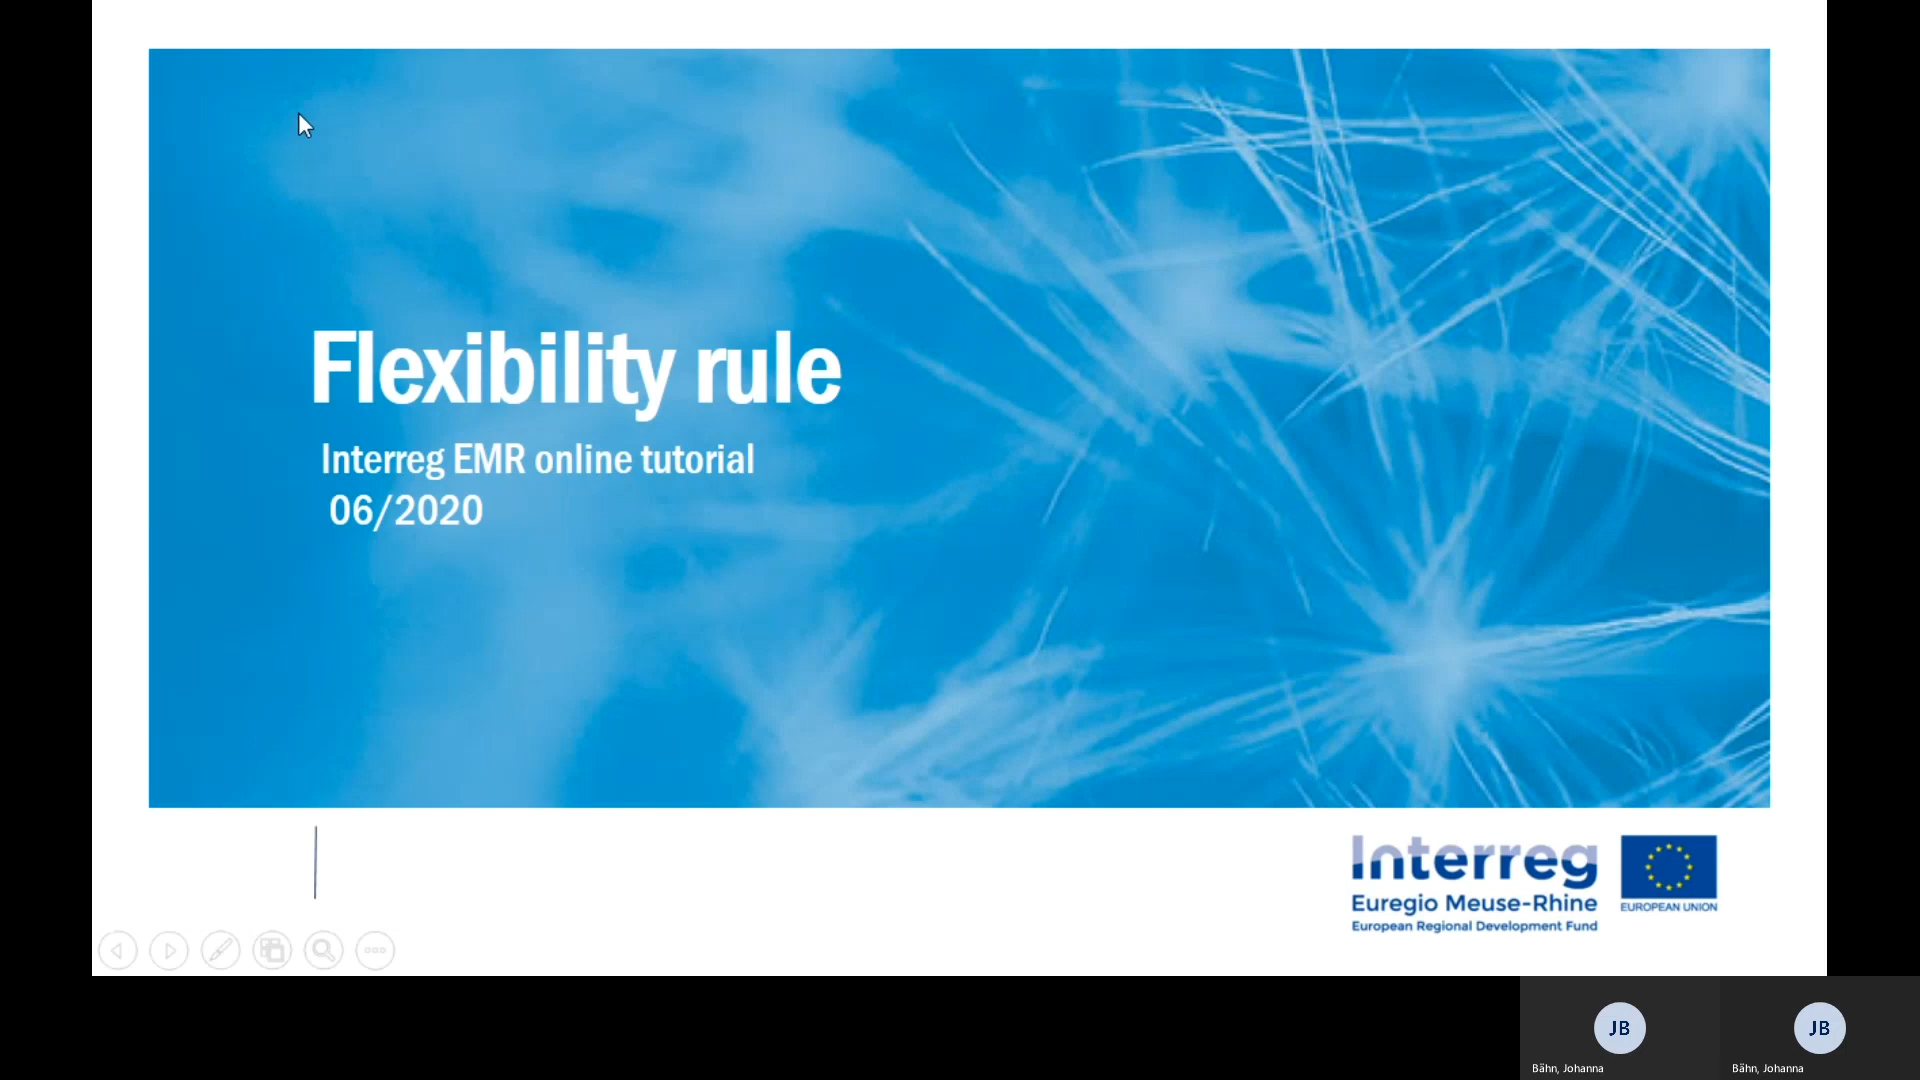 Flexibility rule
Interreg EMR online tutorial
06/2020
Interreg
Euregio Meuse-Rhine
European Regional Development Fund
EUROPEAN UNION
JB
Bähn, Johanna
JB
Bähn, Johanna